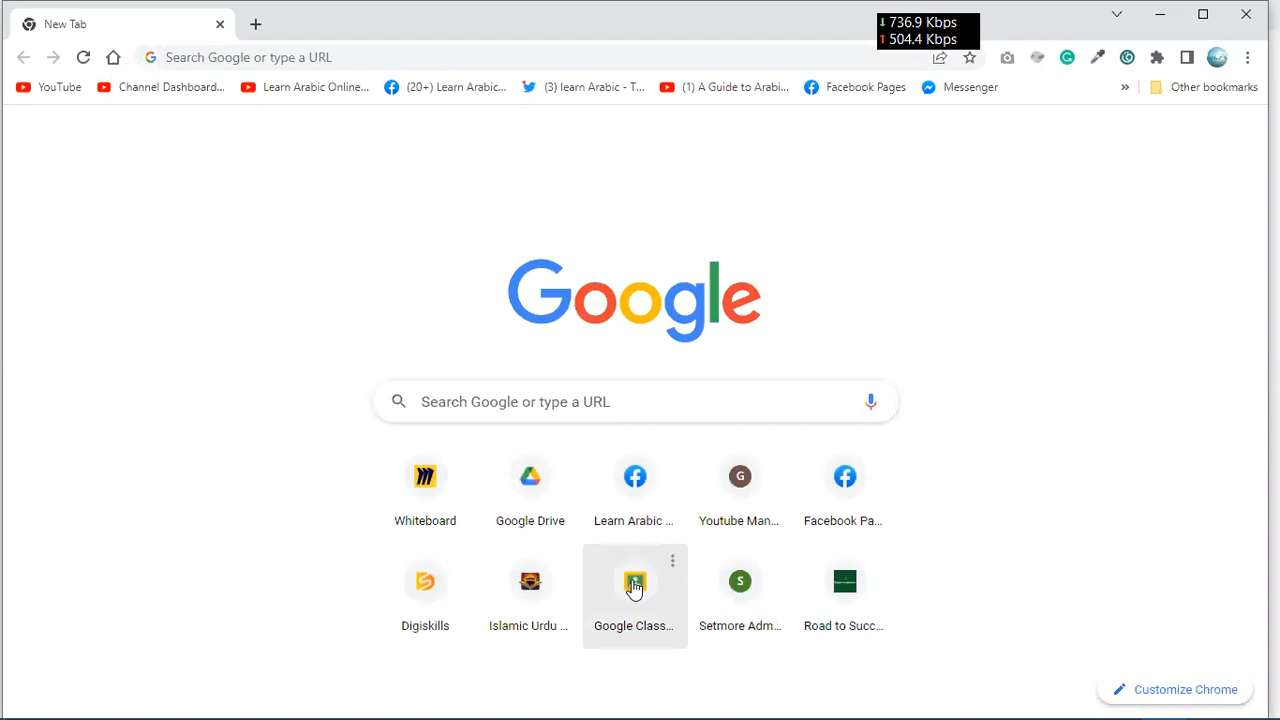 New Tab
↓ 736.9 Kbps
↑ 504.4 Kbps
Search Google or type a URL
YouTube
Channel Dashboard...
Learn Arabic Online...
(20+) Learn Arabic...
(3) learn Arabic - T...
(1) A Guide to Arabi...
Facebook Pages
Messenger
»
Other bookmarks
Google
Search Google or type a URL
Whiteboard
Google Drive
Learn Arabic ...
G
Youtube Man...
Facebook Pa...
Digiskills
Islamic Urdu ...
Google Class...
S
Setmore Adm...
Road to Succ...
Customize Chrome